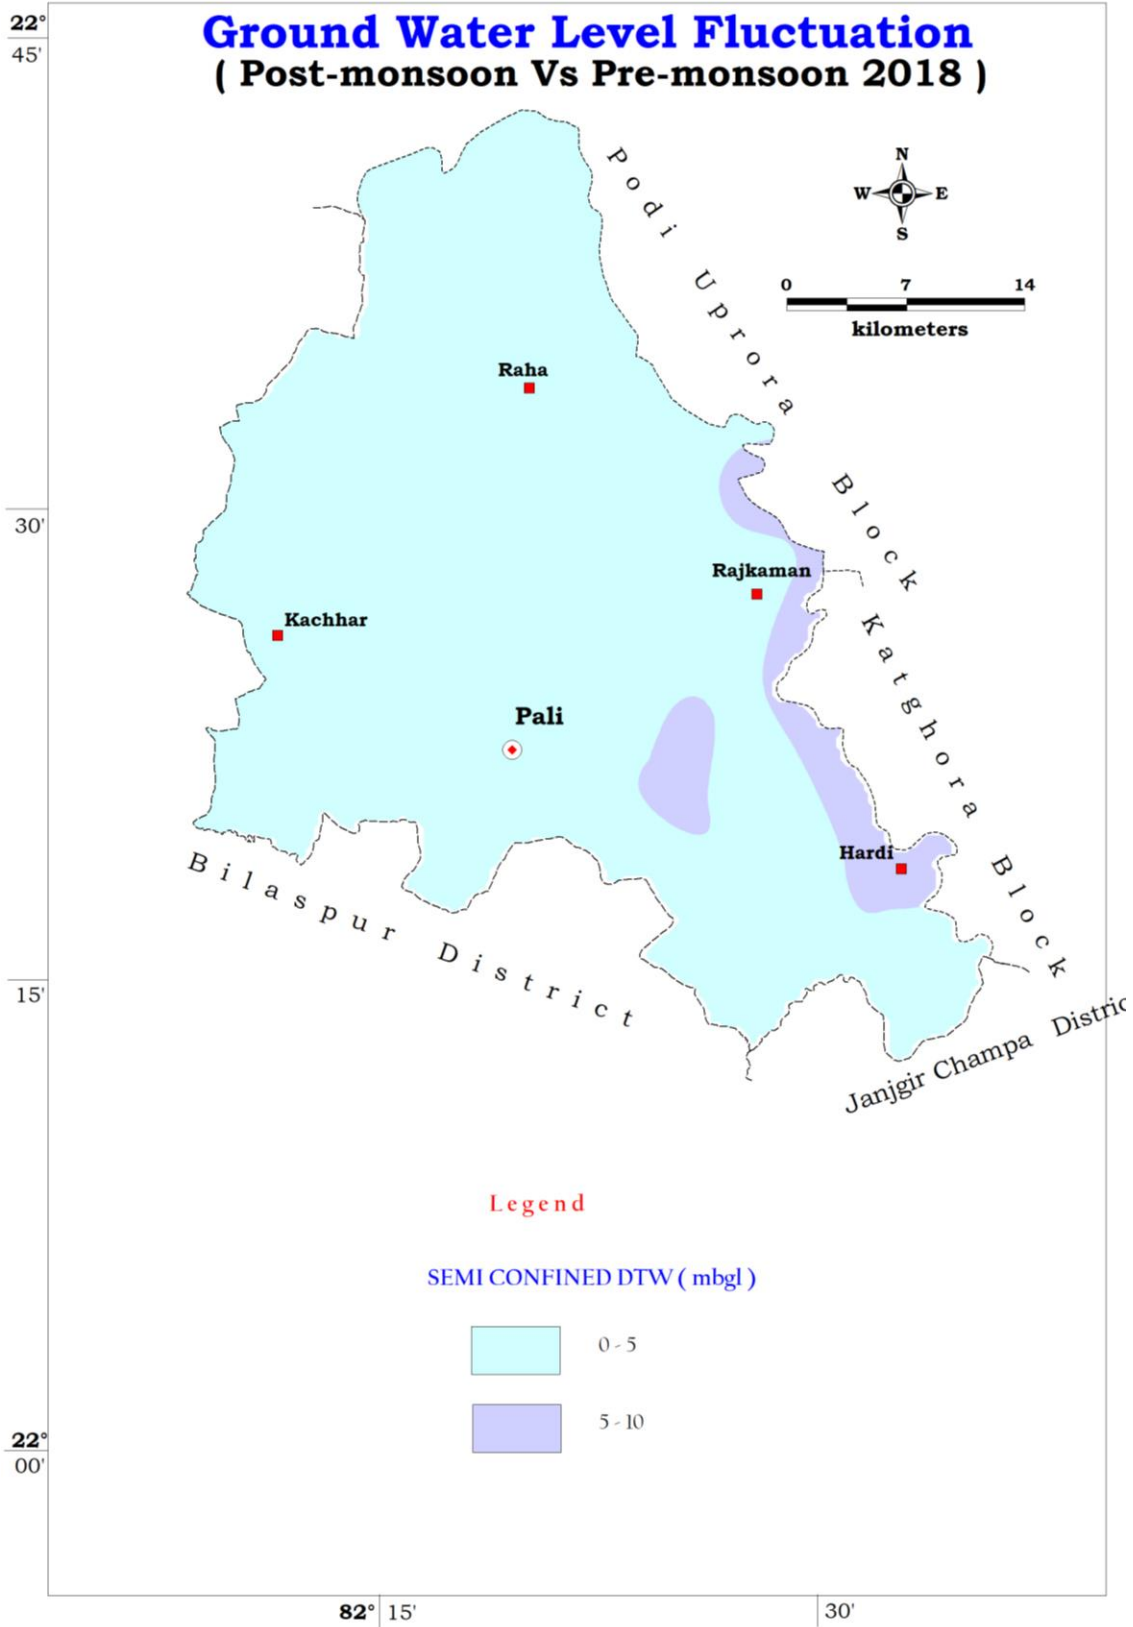 Ground Water Level Fluctuation
( Post-monsoon Vs Pre-monsoon 2018 )
22°
45'
N
W E
S
0 7 14
kilometers
Podi Uprora Block
Raha
30'
Rajkaman
Kachhar
Katghora Block
Pali
Hardi
Bilaspur District
15'
Janjgir Champa Distric
Legend
SEMI CONFINED DTW ( mbgl )
0 - 5
5 - 10
22°
00'
82° 15' 30'